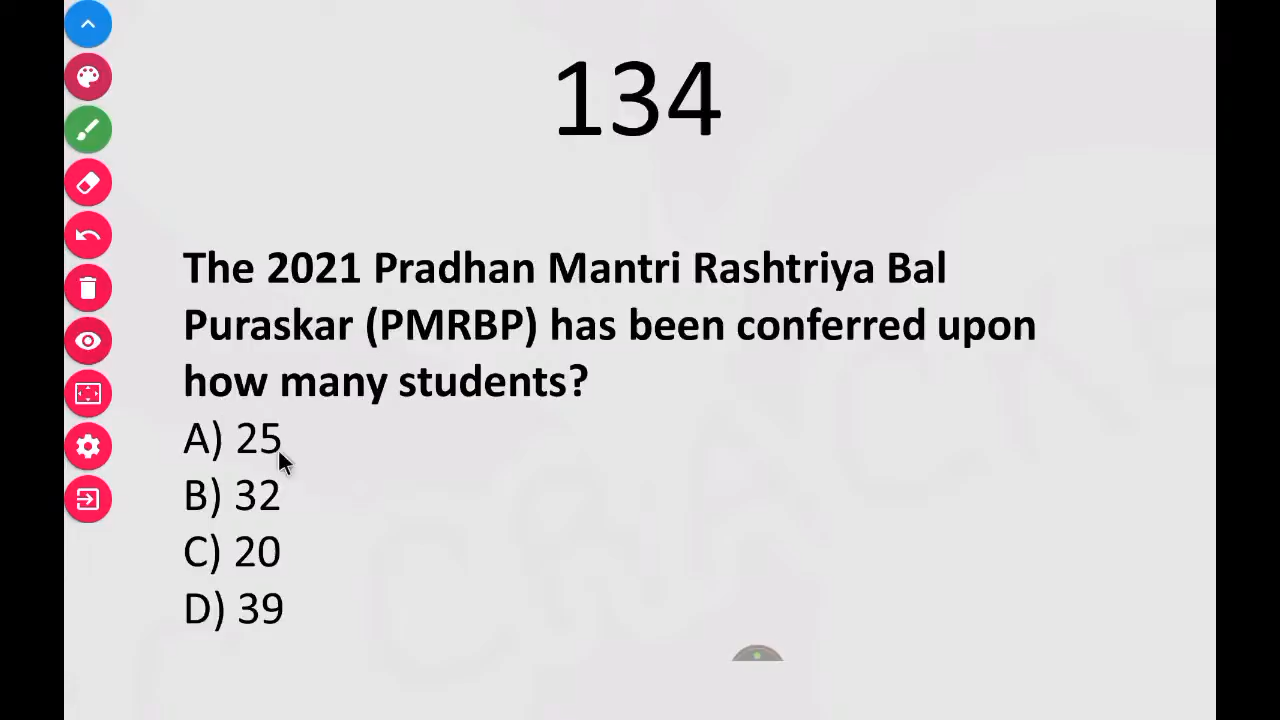 134
The 2021 Pradhan Mantri Rashtriya Bal
Puraskar (PMRBP) has been conferred upon
how many students?
A) 25
B) 32
C) 20
D) 39